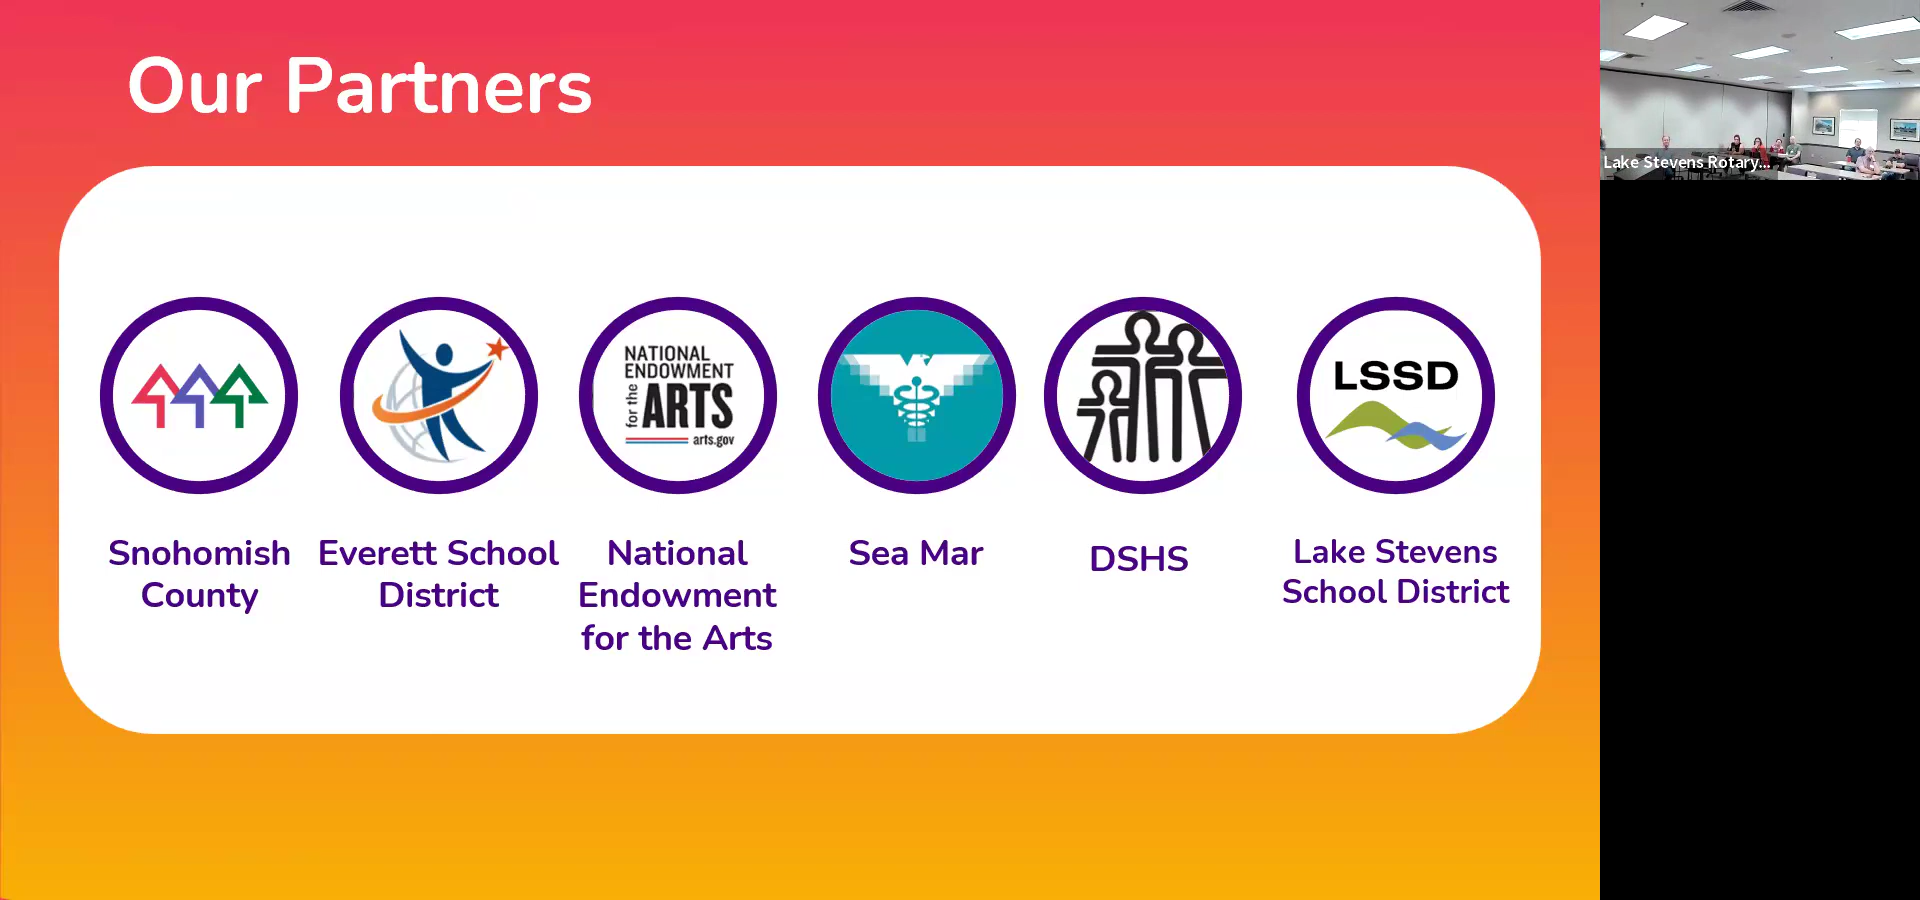 Our Partners
Lake Stevens Rotary...
NATIONAL
ENDOWMENT
for the
ARTS
arts.gov
LSSD
Snohomish
County
Everett School
District
National
Endowment
for the Arts
Sea Mar
DSHS
Lake Stevens
School District